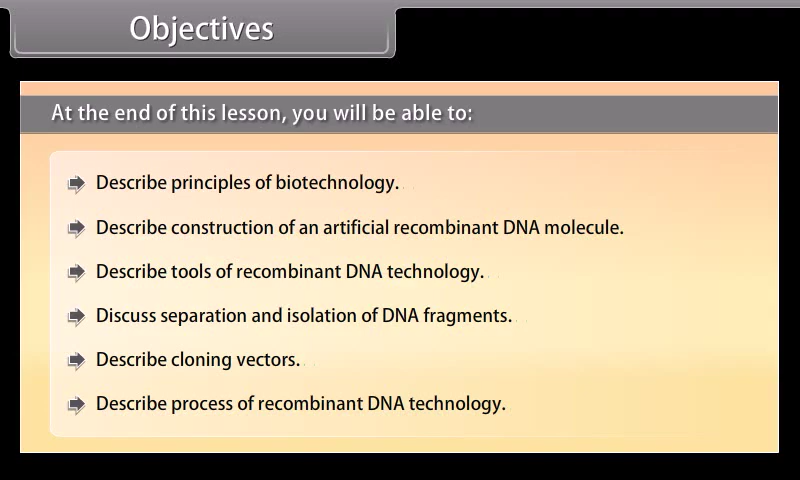 Objectives
At the end of this lesson, you will be able to:
Describe principles of biotechnology.
Describe construction of an artificial recombinant DNA molecule.
Describe tools of recombinant DNA technology.
Discuss separation and isolation of DNA fragments.
Describe cloning vectors.
Describe process of recombinant DNA technology.